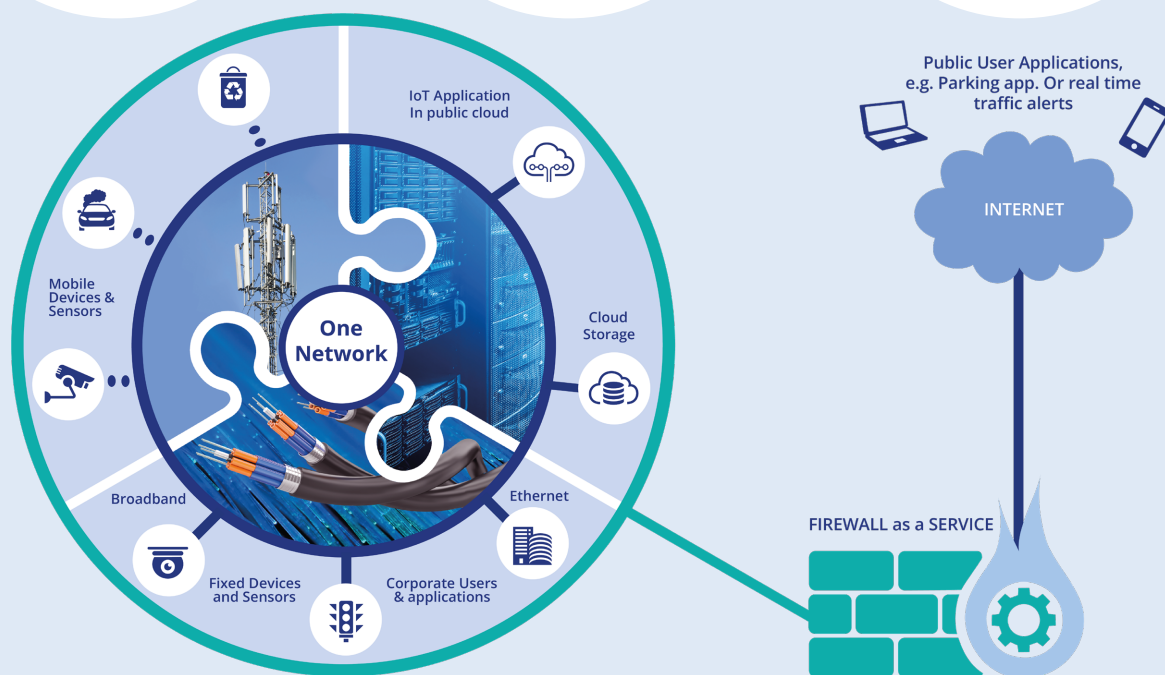 IoT Application
In public cloud
Mobile
Devices &
Sensors
One
Network
Cloud
Storage
Broadband
Ethernet
Fixed Devices
and Sensors
Corporate Users
& applications
Public User Applications,
e.g. Parking app. Or real time
traffic alerts
INTERNET
FIREWALL as a SERVICE